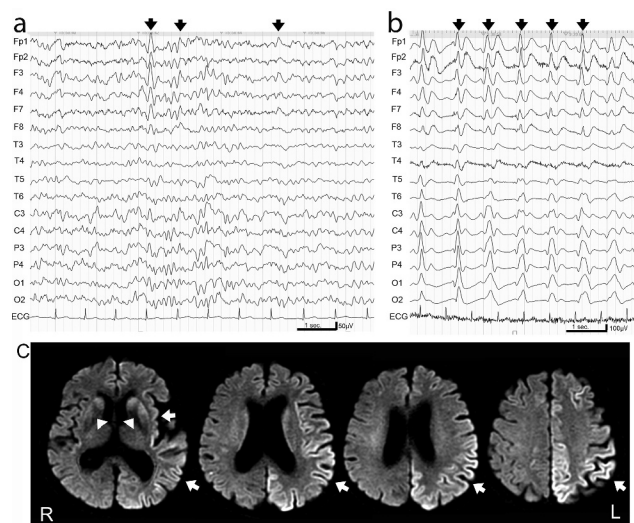 a
Fp1
Fp2
F3
F4
F7
F8
T3
T4
T5
T6
C3
C4
P3
P4
O1
O2
ECG
1 sec. 50μV
b
Fp1
Fp2
F3
F4
F7
F8
T3
T4
T5
T6
C3
C4
P3
P4
O1
O2
ECG
1 sec. 100μV
C
R L